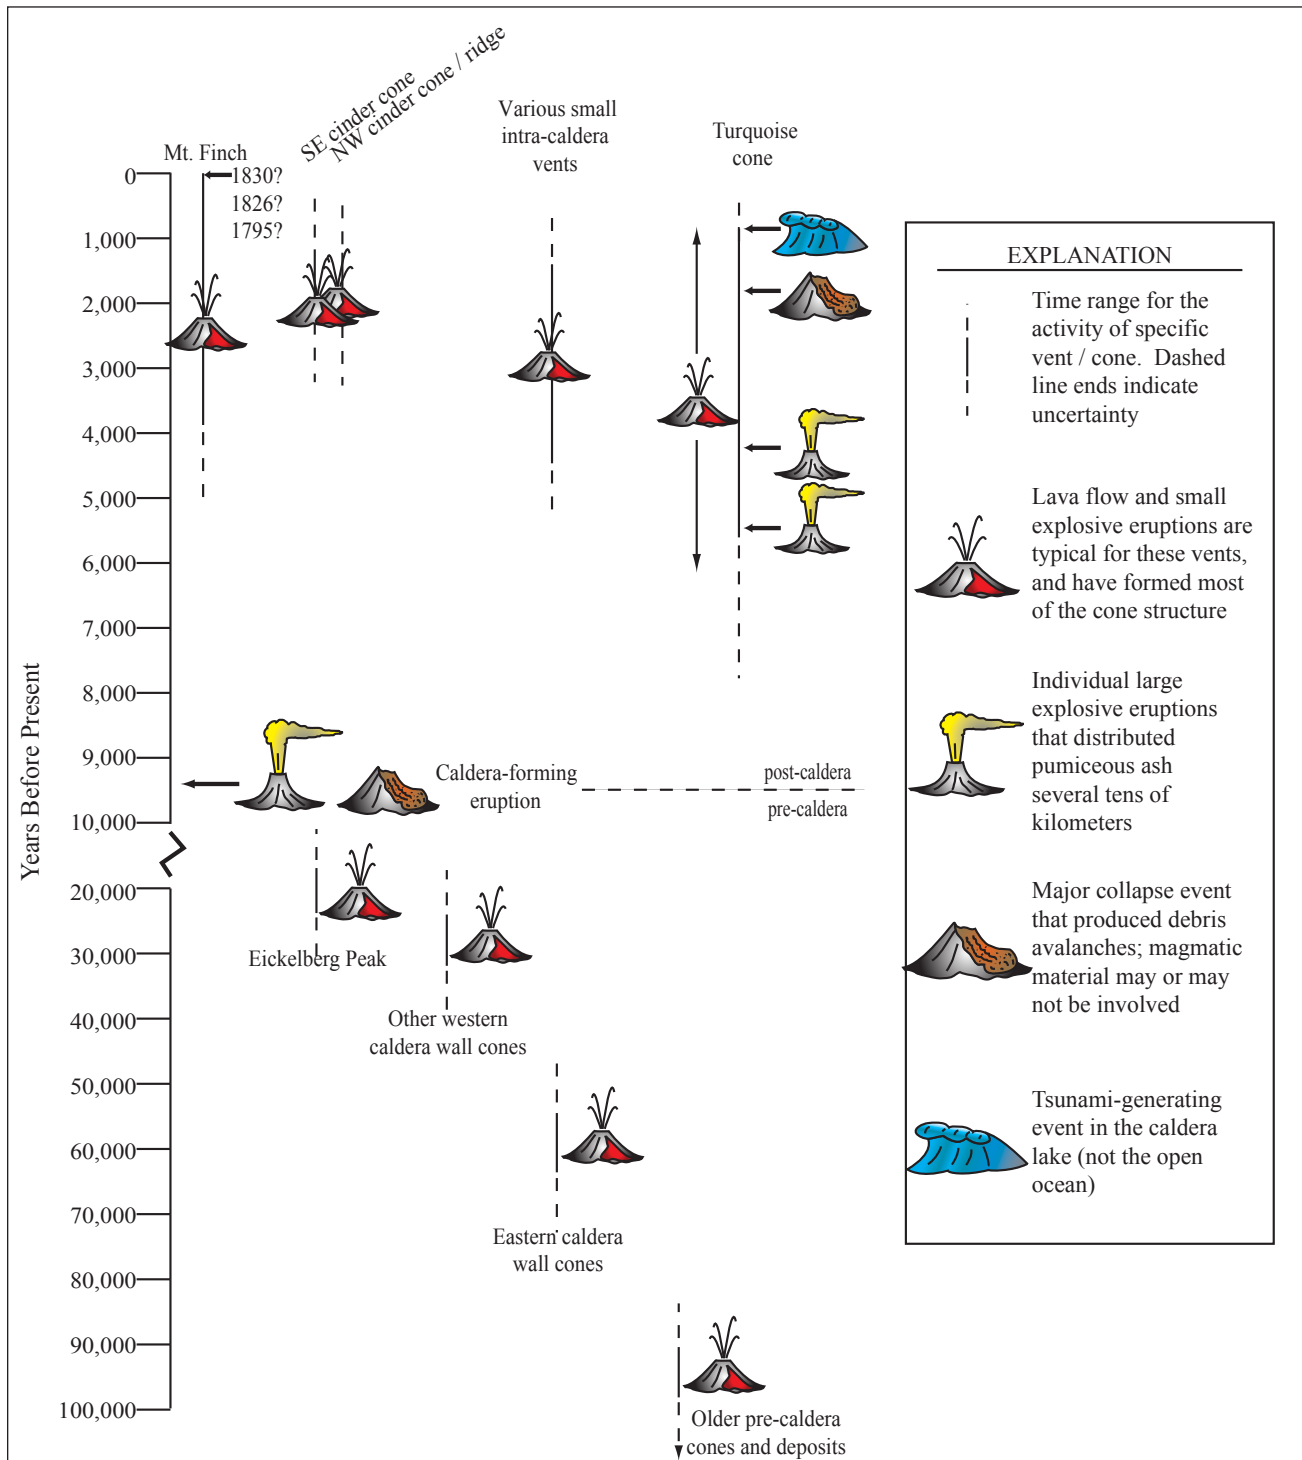 SE cinder cone
NW cinder cone / ridge
Mt. Finch
Various small
intra-caldera
vents
Turquoise
cone
1830?
1826?
1795?
Years Before Present
0
1,000
2,000
3,000
4,000
5,000
6,000
7,000
8,000
9,000
10,000
20,000
30,000
40,000
50,000
60,000
70,000
80,000
90,000
100,000
Caldera-forming
eruption
post-caldera
pre-caldera
Eickelberg Peak
Other western
caldera wall cones
Eastern caldera
wall cones
Older pre-caldera
cones and deposits
EXPLANATION
Time range for the
activity of specific
vent / cone. Dashed
line ends indicate
uncertainty
Lava flow and small
explosive eruptions are
typical for these vents,
and have formed most
of the cone structure
Individual large
explosive eruptions
that distributed
pumiceous ash
several tens of
kilometers
Major collapse event
that produced debris
avalanches; magmatic
material may or may
not be involved
Tsunami-generating
event in the caldera
lake (not the open
ocean)